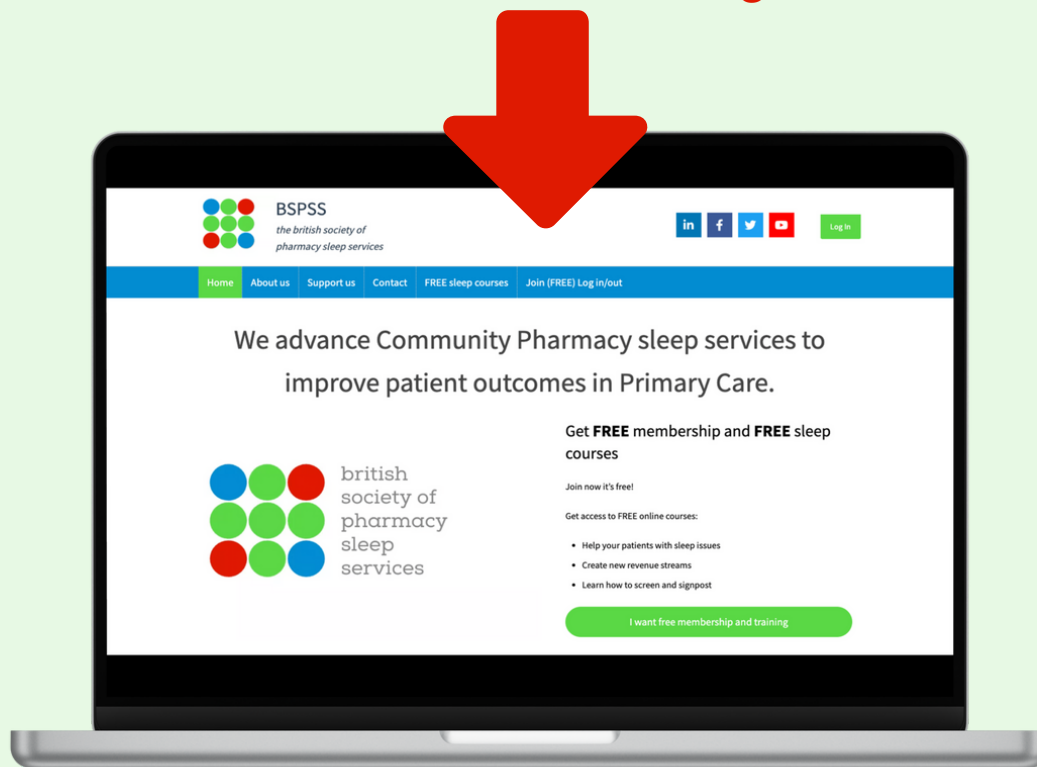 BSPSS
the british society of
pharmacy sleep services
in f
Log In
Home About us Support us Contact FREE sleep courses Join (FREE) Log in/out
We advance Community Pharmacy sleep services to
improve patient outcomes in Primary Care.
british
society of
pharmacy
sleep
services
Get FREE membership and FREE sleep
courses
Join now it's free!
Get access to FREE online courses:
• Help your patients with sleep issues
• Create new revenue streams
• Learn how to screen and signpost
I want free membership and training